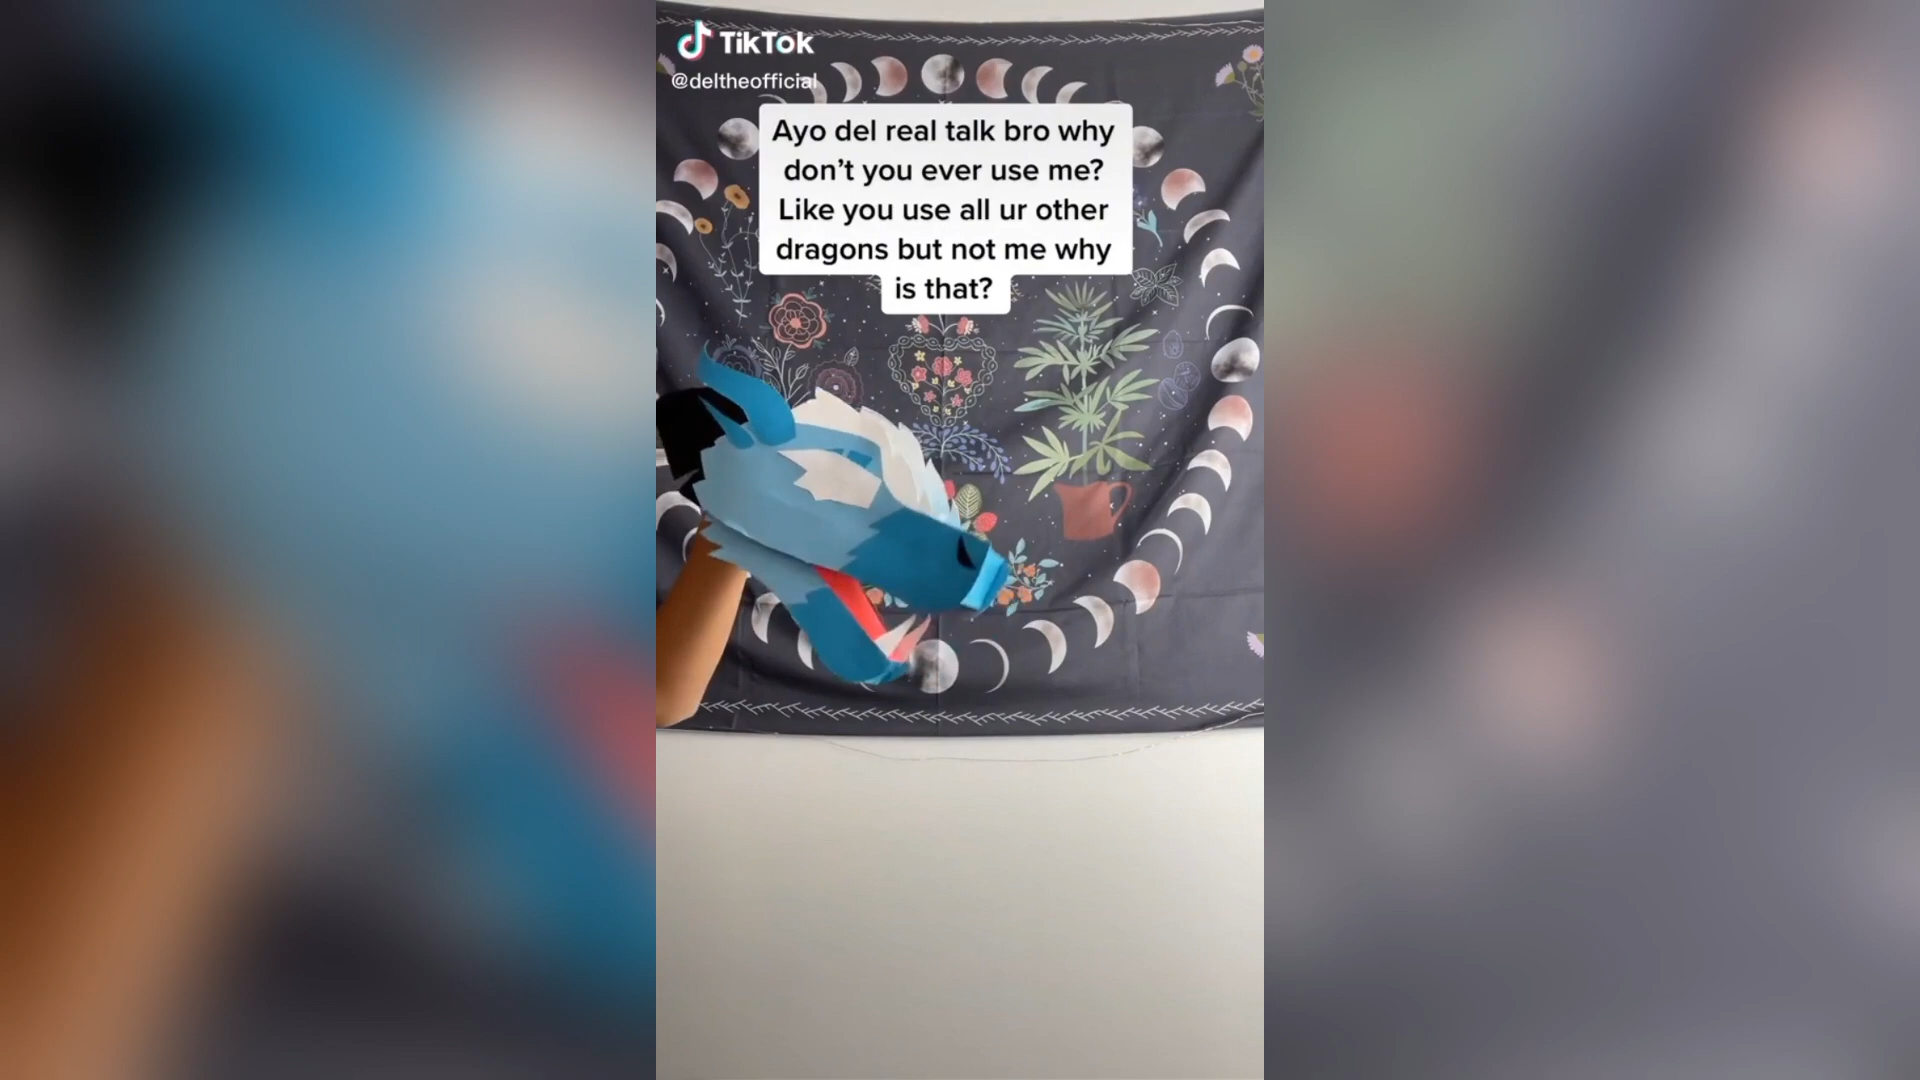 TikTok
@deltheofficial
Ayo del real talk bro why
don’t you ever use me?
Like you use all ur other
dragons but not me why
is that?